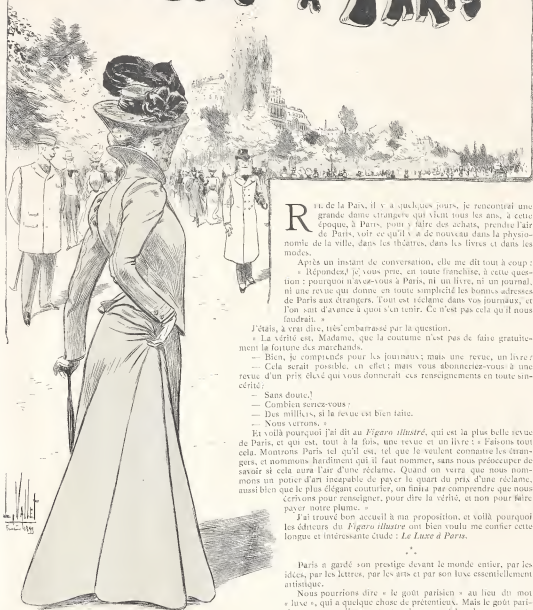 A PARIS
RUE de la Paix, il y a quelques jours, je rencontrai une
grande dame étrangère qui vient tous les ans, à cette
époque, à Paris, pour y faire des achats, prendre l'air
de Paris, voir ce qu'il y a de nouveau dans la physio-
nomie de la ville, dans les théâtres, dans les livres et dans les
modes.
Après un instant de conversation, elle me dit tout à coup :
« Répondez, je vous prie, en toute franchise, à cette ques-
tion : pourquoi n'avez-vous à Paris, ni un livre, ni un journal,
ni une revue qui donne en toute simplicité les bonnes adresses
de Paris aux étrangers. Tout est réclame dans vos journaux, et
l'on sait d'avance à quoi s'en tenir. Ce n'est pas cela qu'il nous
faudrait. »
J'étais, à vrai dire, très embarrassé par la question.
« La vérité est, Madame, que la coutume n'est pas de faire gratuite-
ment la fortune des marchands.
— Bien, je comprends pour les journaux; mais une revue, un livre?
— Cela serait possible, en effet; mais vous abonneriez-vous à une
revue d'un prix élevé qui vous donnerait ces renseignements en toute sin-
cérité?
— Sans doute!
— Combien seriez-vous?
— Des milliers, si la revue est bien faite.
— Nous verrons. »
Et voilà pourquoi j'ai dit au Figaro illustré, qui est la plus belle revue
de Paris, et qui est, tout à la fois, une revue et un livre : « Faisons tout
cela. Montrons Paris tel qu'il est, tel que le veulent connaître les étran-
gers, et nommons hardiment qui il faut nommer, sans nous préoccuper de
savoir si cela aura l'air d'une réclame. Quand on verra que nous nom-
mons un potier d'art incapable de payer le quart du prix d'une réclame,
aussi bien que le plus élégant couturier, on finira par comprendre que nous
écrivons pour renseigner, pour dire la vérité, et non pour faire
payer notre plume. »
J'ai trouvé bon accueil à ma proposition, et voilà pourquoi
les éditeurs du Figaro illustré ont bien voulu me confier cette
longue et intéressante étude : Le Luxe à Paris.
Paris a gardé son prestige devant le monde entier, par les
idées, par les lettres, par les arts et par son luxe essentiellement
artistique.
Nous pourrions dire « le goût parisien » au lieu du mot
« luxe », qui a quelque chose de prétentieux. Mais le goût pari-
L. VALLET